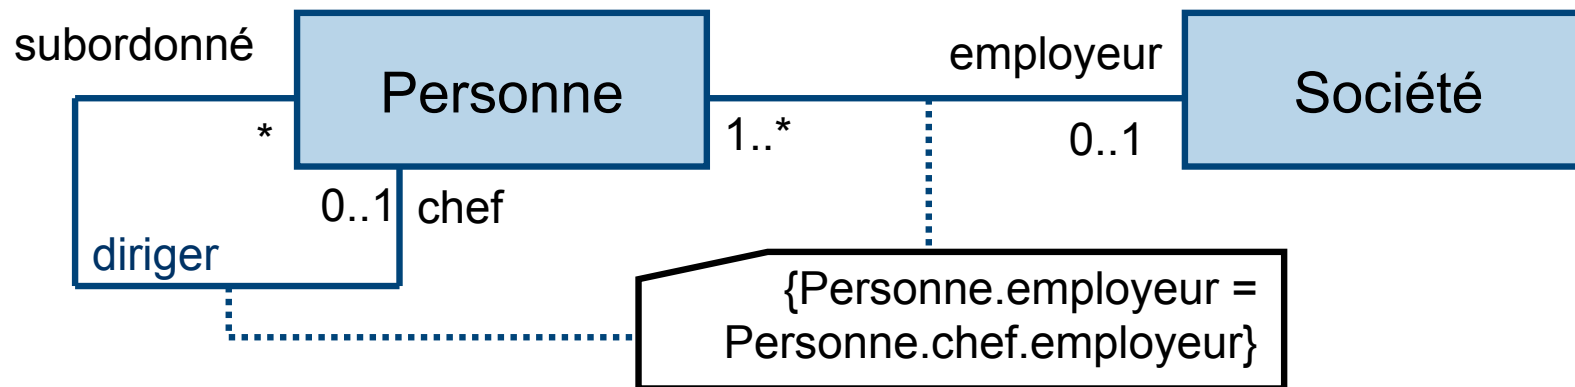 subordonné
Personne
employeur
Société
*
1..*
0..1
0..1
chef
diriger
{Personne.employeur =
Personne.chef.employeur}